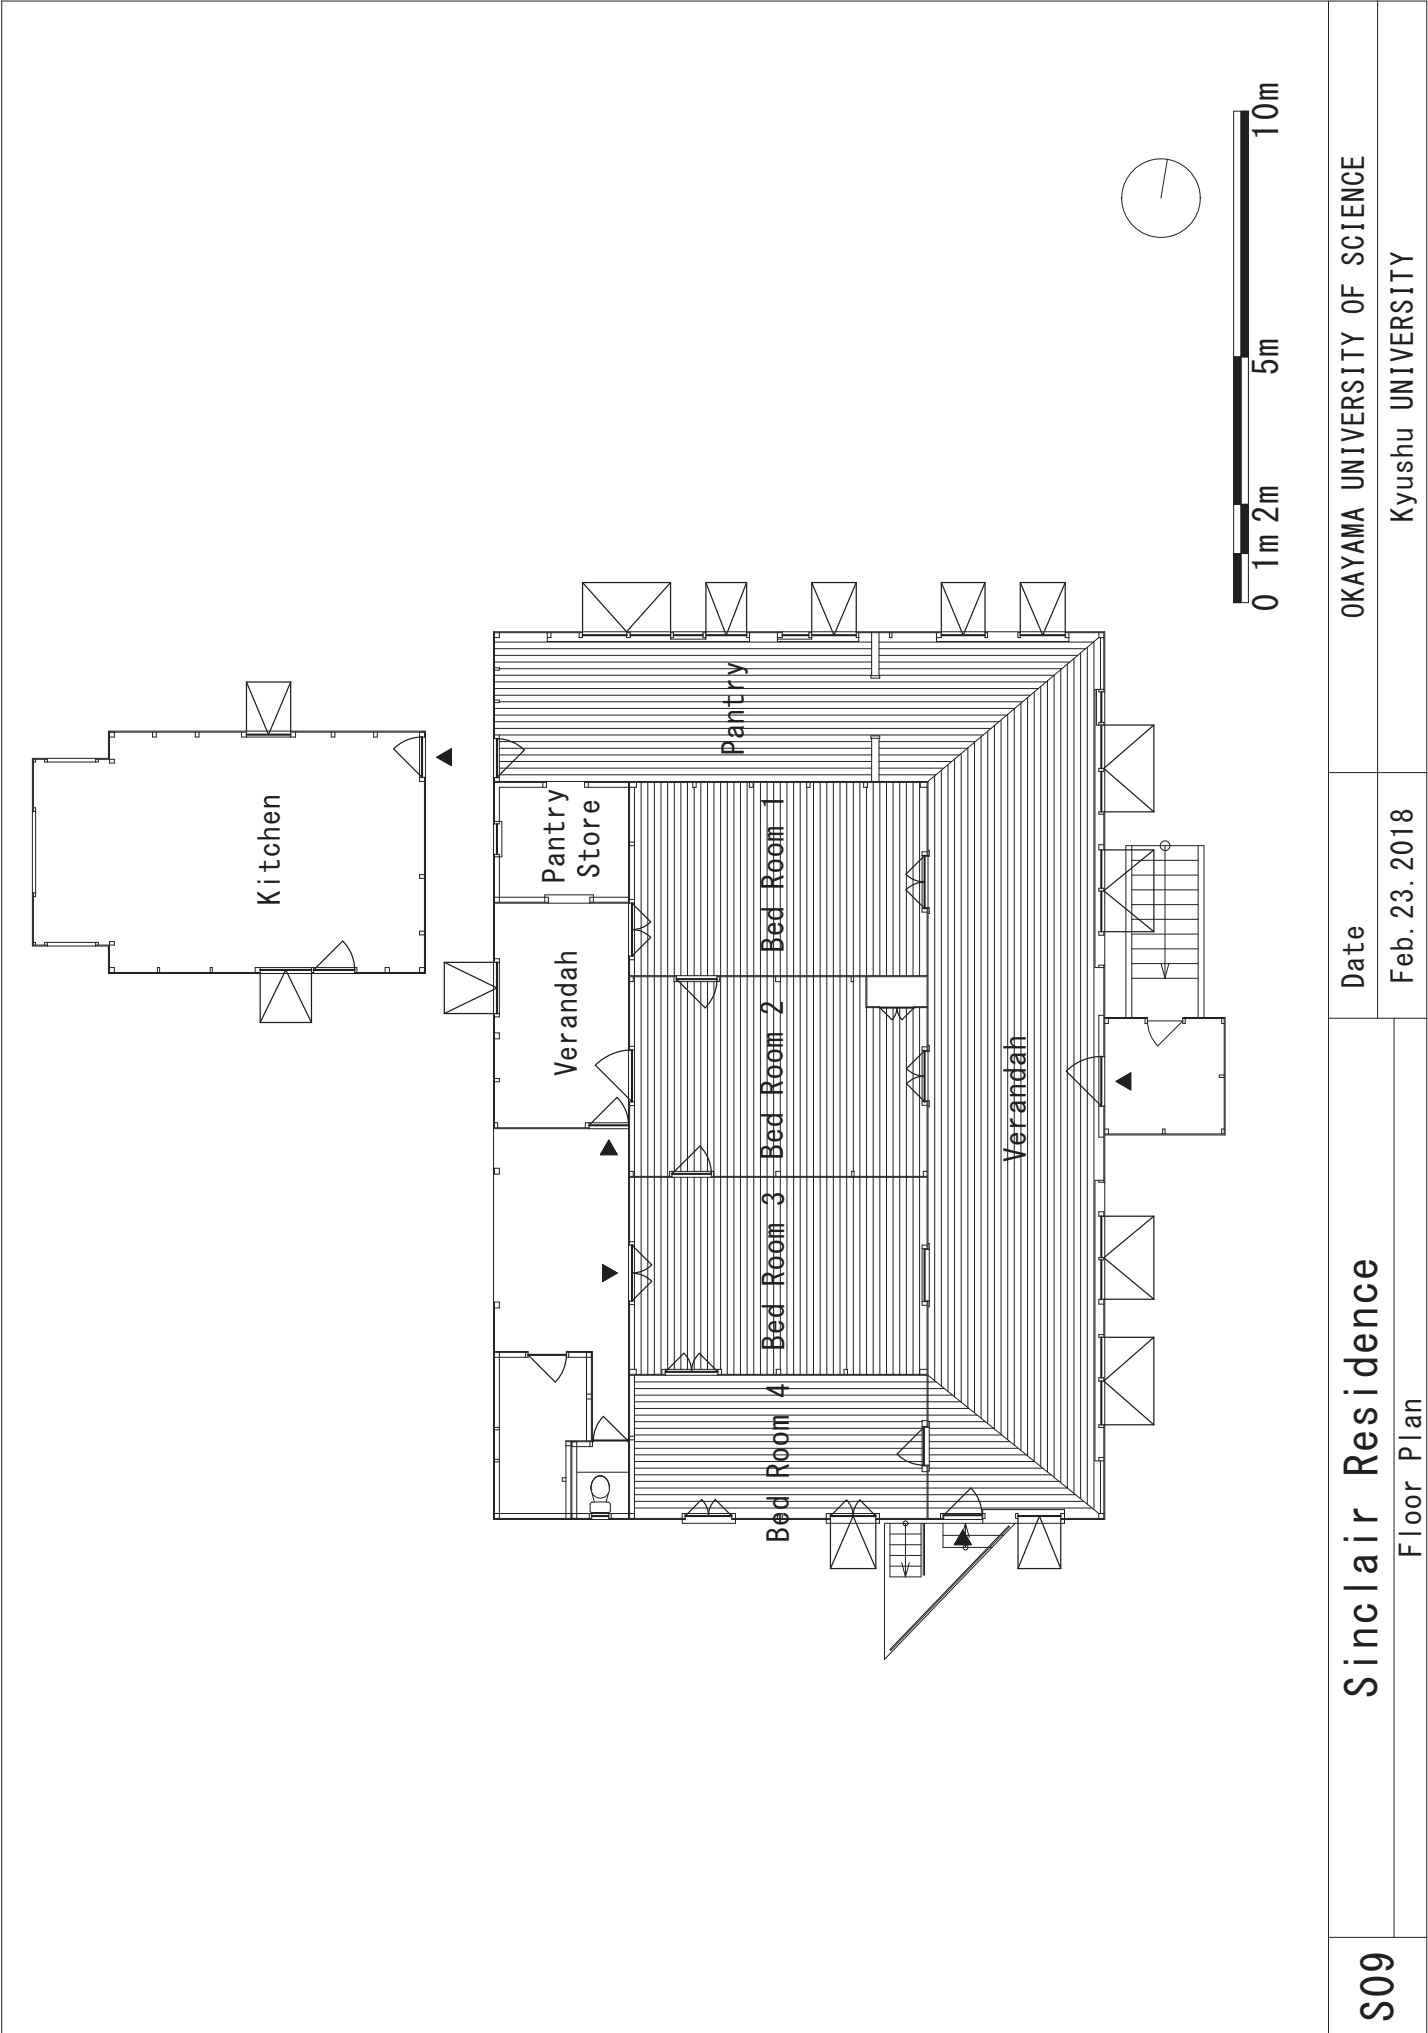 Kitchen
Pantry
Store
Pantry
Verandah
Bed Room 1
Bed Room 2
Bed Room 3
Bed Room 4
Verandah
0 1m 2m 5m 10m
S09
Sinclair Residence
Floor Plan
Date
Feb. 23. 2018
OKAYAMA UNIVERSITY OF SCIENCE
Kyushu UNIVERSITY